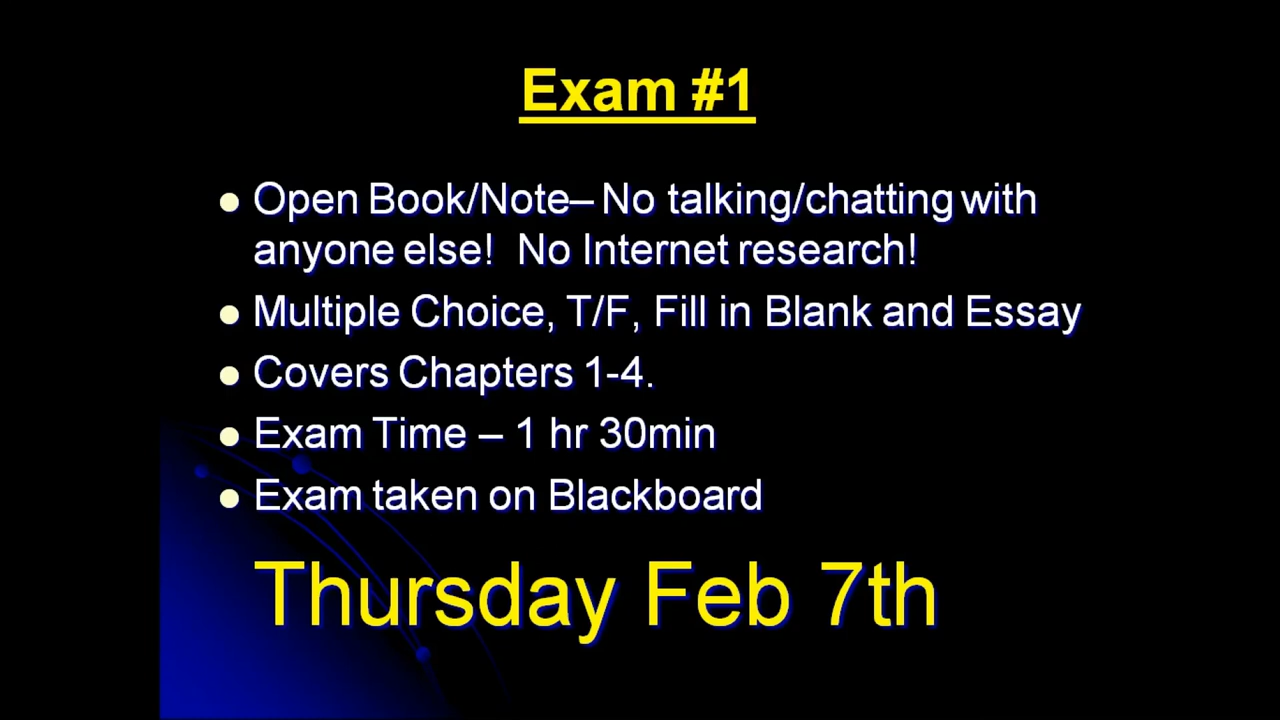 Exam #1
Open Book/Note– No talking/chatting with
anyone else!  No Internet research!
Multiple Choice, T/F, Fill in Blank and Essay
Covers Chapters 1-4.
Exam Time – 1 hr 30min
Exam taken on Blackboard
Thursday Feb 7th